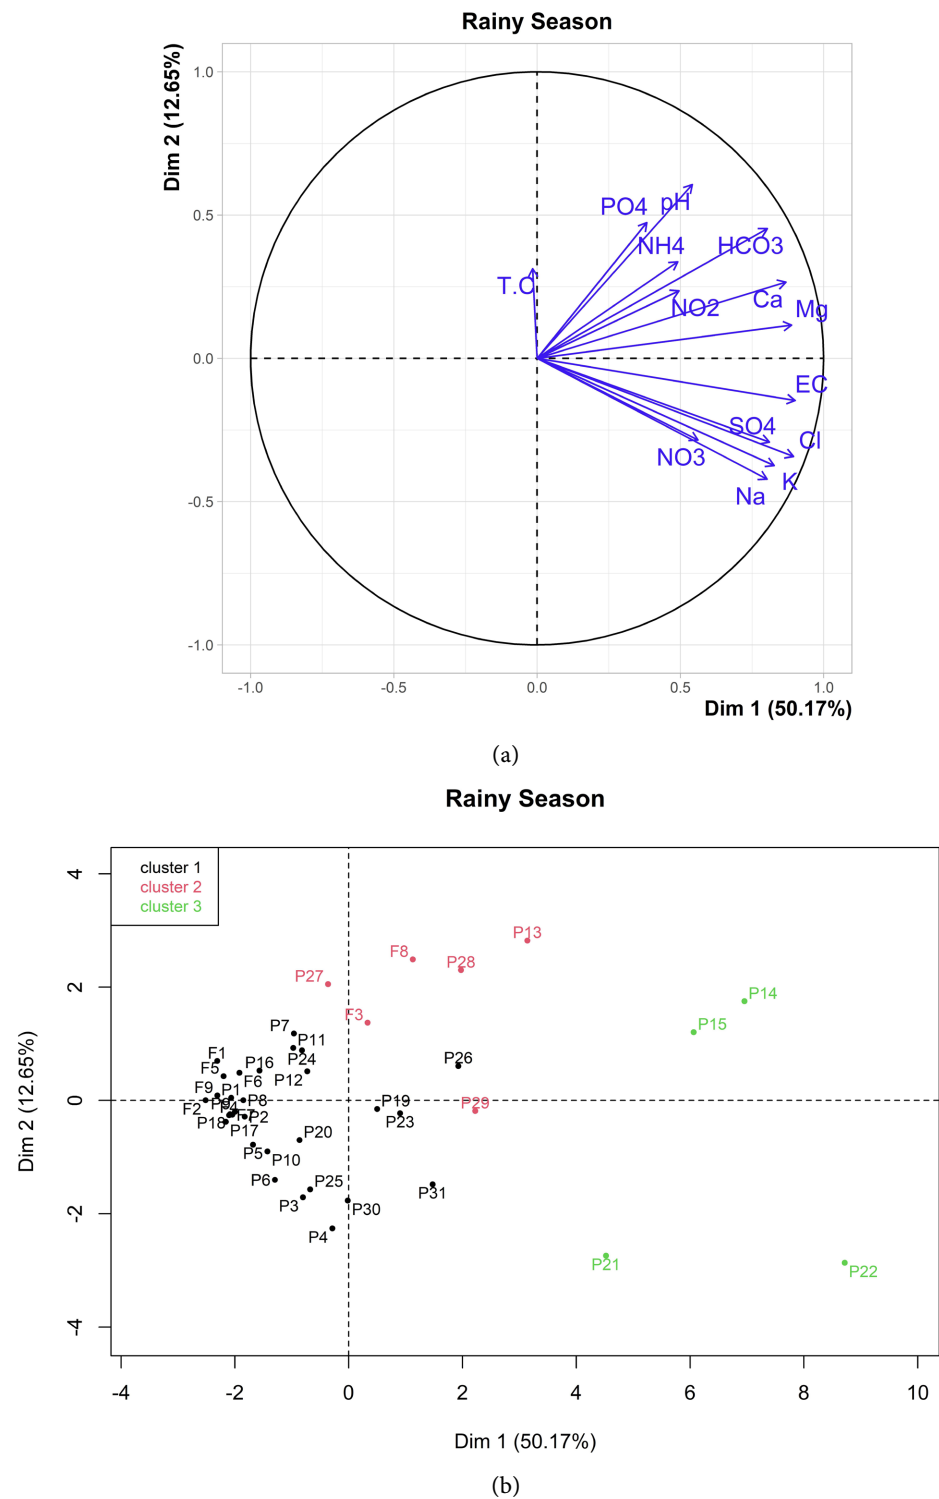 Rainy Season
Dim 2 (12.65%)
1.0
0.5
0.0
-0.5
-1.0
PO4 pH
NH4 HCO3
T.C
NO2 Ca Mg
EC
SO4 Cl
NO3
Na K
-1.0 -0.5 0.0 0.5 1.0
Dim 1 (50.17%)
(a)
Rainy Season
Dim 2 (12.65%)
4
2
0
-2
-4
cluster 1
cluster 2
cluster 3
P13
F8
P28
P27
F3
P14
P15
P7
P11
P24
F1
P16
P26
F5
F6
P12
F9
P1
P8
P19
P29
F2
P2
P23
P18
P17
P20
P5
P10
P6
P25
P31
P3
P30
P4
P21
P22
-4 -2 0 2 4 6 8 10
Dim 1 (50.17%)
(b)